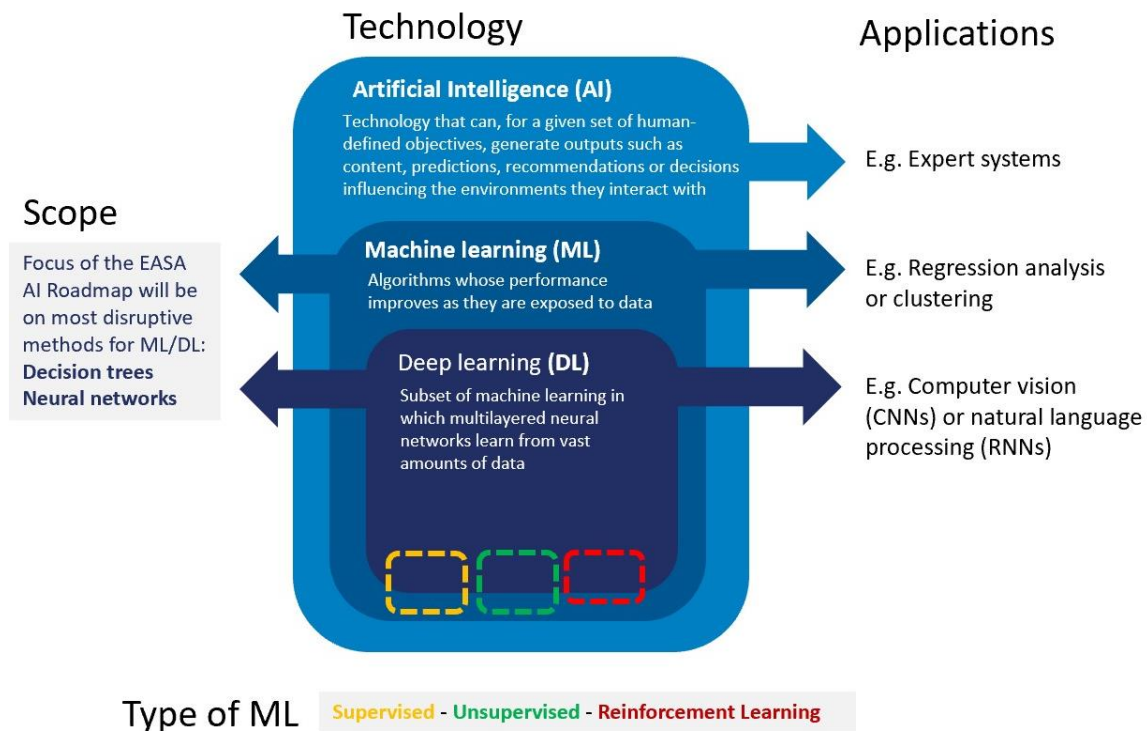 Technology
Applications
Artificial Intelligence (AI)
Technology that can, for a given set of human-
defined objectives, generate outputs such as
content, predictions, recommendations or decisions
influencing the environments they interact with
E.g. Expert systems
Scope
Focus of the EASA
AI Roadmap will be
on most disruptive
methods for ML/DL:
Decision trees
Neural networks
Machine learning (ML)
Algorithms whose performance
improves as they are exposed to data
E.g. Regression analysis
or clustering
Deep learning (DL)
Subset of machine learning in
which multilayered neural
networks learn from vast
amounts of data
E.g. Computer vision
(CNNs) or natural language
processing (RNNs)
Type of ML
Supervised - Unsupervised - Reinforcement Learning